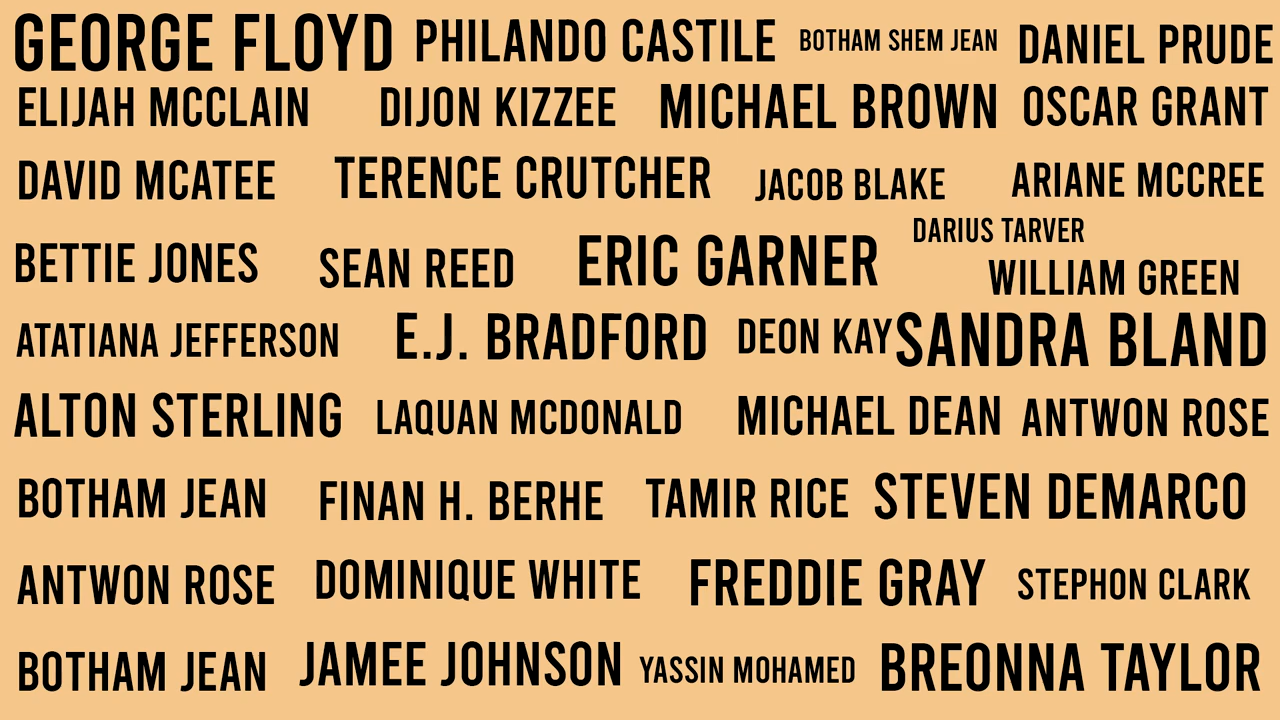 GEORGE FLOYD PHILANDO CASTILE BOTHAM SHEM JEAN DANIEL PRUDE
ELIJAH MCCLAIN DIJON KIZZEE MICHAEL BROWN OSCAR GRANT
DAVID MCATEE TERENCE CRUTCHER JACOB BLAKE ARIANE MCCREE
DARIUS TARVER
BETTIE JONES SEAN REED ERIC GARNER WILLIAM GREEN
ATATIANA JEFFERSON E.J. BRADFORD DEON KAY SANDRA BLAND
ALTON STERLING LAQUAN MCDONALD MICHAEL DEAN ANTWON ROSE
BOTHAM JEAN FINAN H. BERHE TAMIR RICE STEVEN DEMARCO
ANTWON ROSE DOMINIQUE WHITE FREDDIE GRAY STEPHON CLARK
BOTHAM JEAN JAMEE JOHNSON YASSIN MOHAMED BREONNA TAYLOR